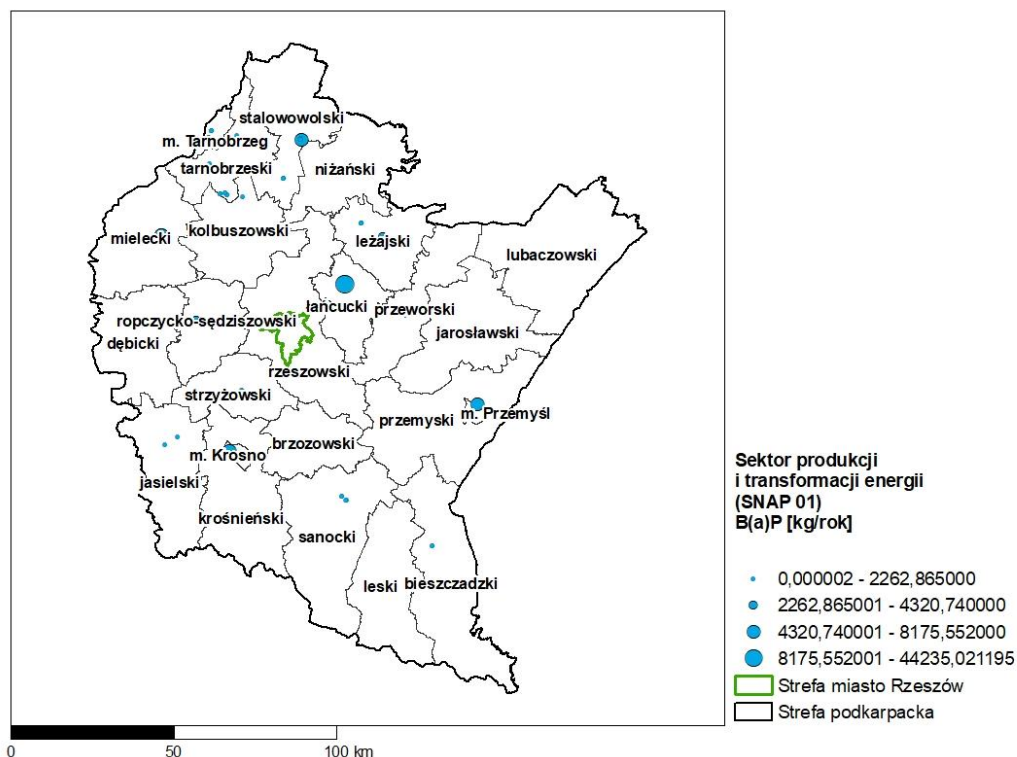 stalowowolski
m. Tarnobrzeg
tarnobrzeski
niżański
mielecki
kolbuszowski
leżajski
lubaczowski
łańcucki
przeworski
ropczycko-sędziszowski
jarosławski
dębicki
rzeszowski
strzyżowski
przemyski
m. Przemyśl
brzozowski
m. Krosno
jasielski
krośnieński
sanocki
leski
bieszczadzki
Sektor produkcji
i transformacji energii
(SNAP 01)
B(a)P [kg/rok]
0,000002 - 2262,865000
2262,865001 - 4320,740000
4320,740001 - 8175,552000
8175,552001 - 44235,021195
Strefa miasto Rzeszów
Strefa podkarpacka
0 50 100 km